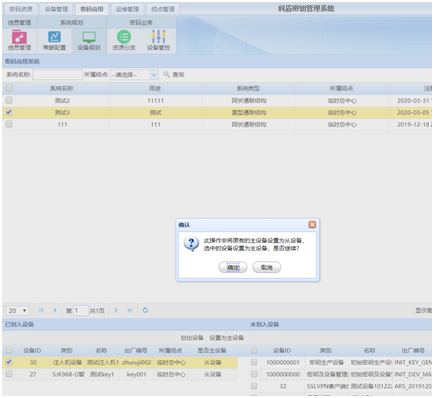 密码资源 设备管理 密码应用 运维管理 结点管理
密钥管理系统
信息管理 系统规划 密码业务
信息管理 策略配置 设备规划 资源分发 设备管控
密码应用系统
系统名称: 所属结点: --请选择-- 查询
系统名称 用途 系统类型 所属结点
测试2 11111 网状通联结构 临时总中心 2020-03-31
测试3 测试 星型通联结构 临时总中心 2020-03-05
111 111 网状通联结构 临时总中心 2019-12-18
确认
此操作会将原有的主设备设置为从设备,
选中的设备设置为主设备, 是否继续?
确定 取消
20 第 1 共1页 显示第
已划入设备 未划入设备
划出设备 设置为主设备
设备ID 类别 名称 出厂编号 所属结点 是否主设备 设备ID 类别 名称 出厂编号
30 注入机设备 测试注入机1 zhuruji002 临时总中心 从设备 1000000001 密钥生产设备 初始密钥生产设 INIT_KEY_GEN
27 SJK968-G智 测试key1 key001 临时总中心 从设备 1000000000 密钥及设备管理 初始密钥及设备 INIT_DEV_MA
32 SSLVPN客户端 测试设备10122 ARS_20191203